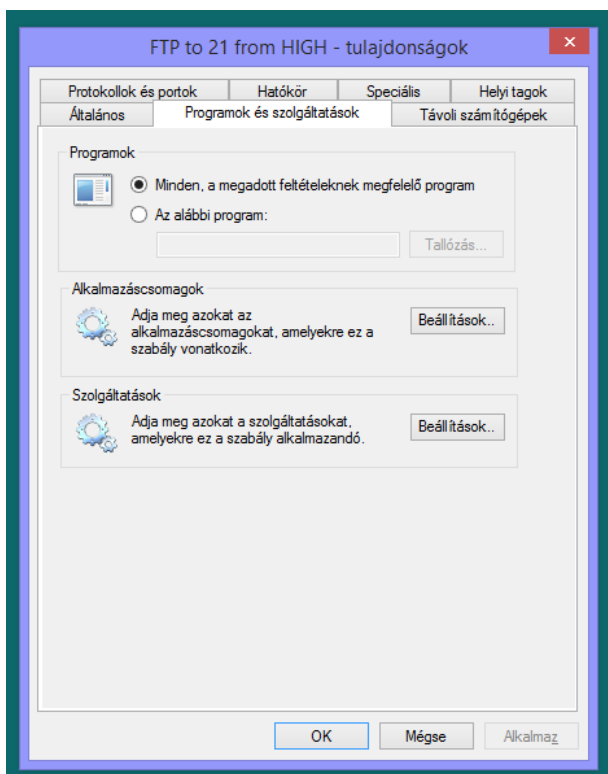 FTP to 21 from HIGH - tulajdonságok
Protokollok és portok
Hatókör
Speciális
Helyi tagok
Általános
Programok és szolgáltatások
Távoli számítógépek
Programok
Minden, a megadott feltételeknek megfelelő program
Az alábbi program:
Tallózás...
Alkalmazáscsomagok
Adja meg azokat az
alkalmazáscsomagokat, amelyekre ez a
szabály vonatkozik.
Beállítások..
Szolgáltatások
Adja meg azokat a szolgáltatásokat,
amelyekre ez a szabály alkalmazandó.
Beállítások..
OK
Mégse
Alkalmaz